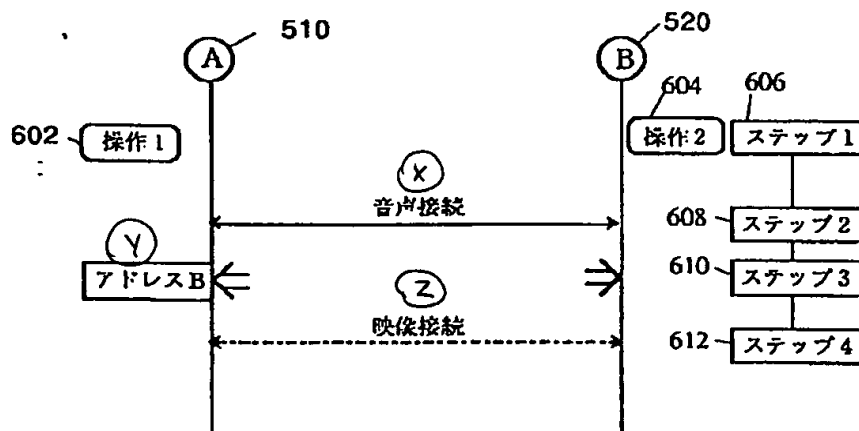 510
520
A
B
604
606
602
操作1
操作2
ステップ1
X
音声接続
608
ステップ2
Y
アドレスB
610
ステップ3
Z
映像接続
612
ステップ4